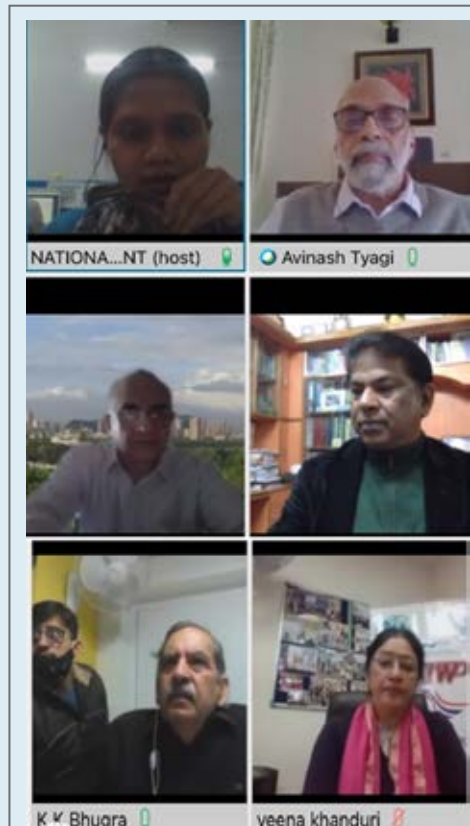 NATIONA...NT (host)
Avinash Tyagi
K K Bhugra
veena khanduri